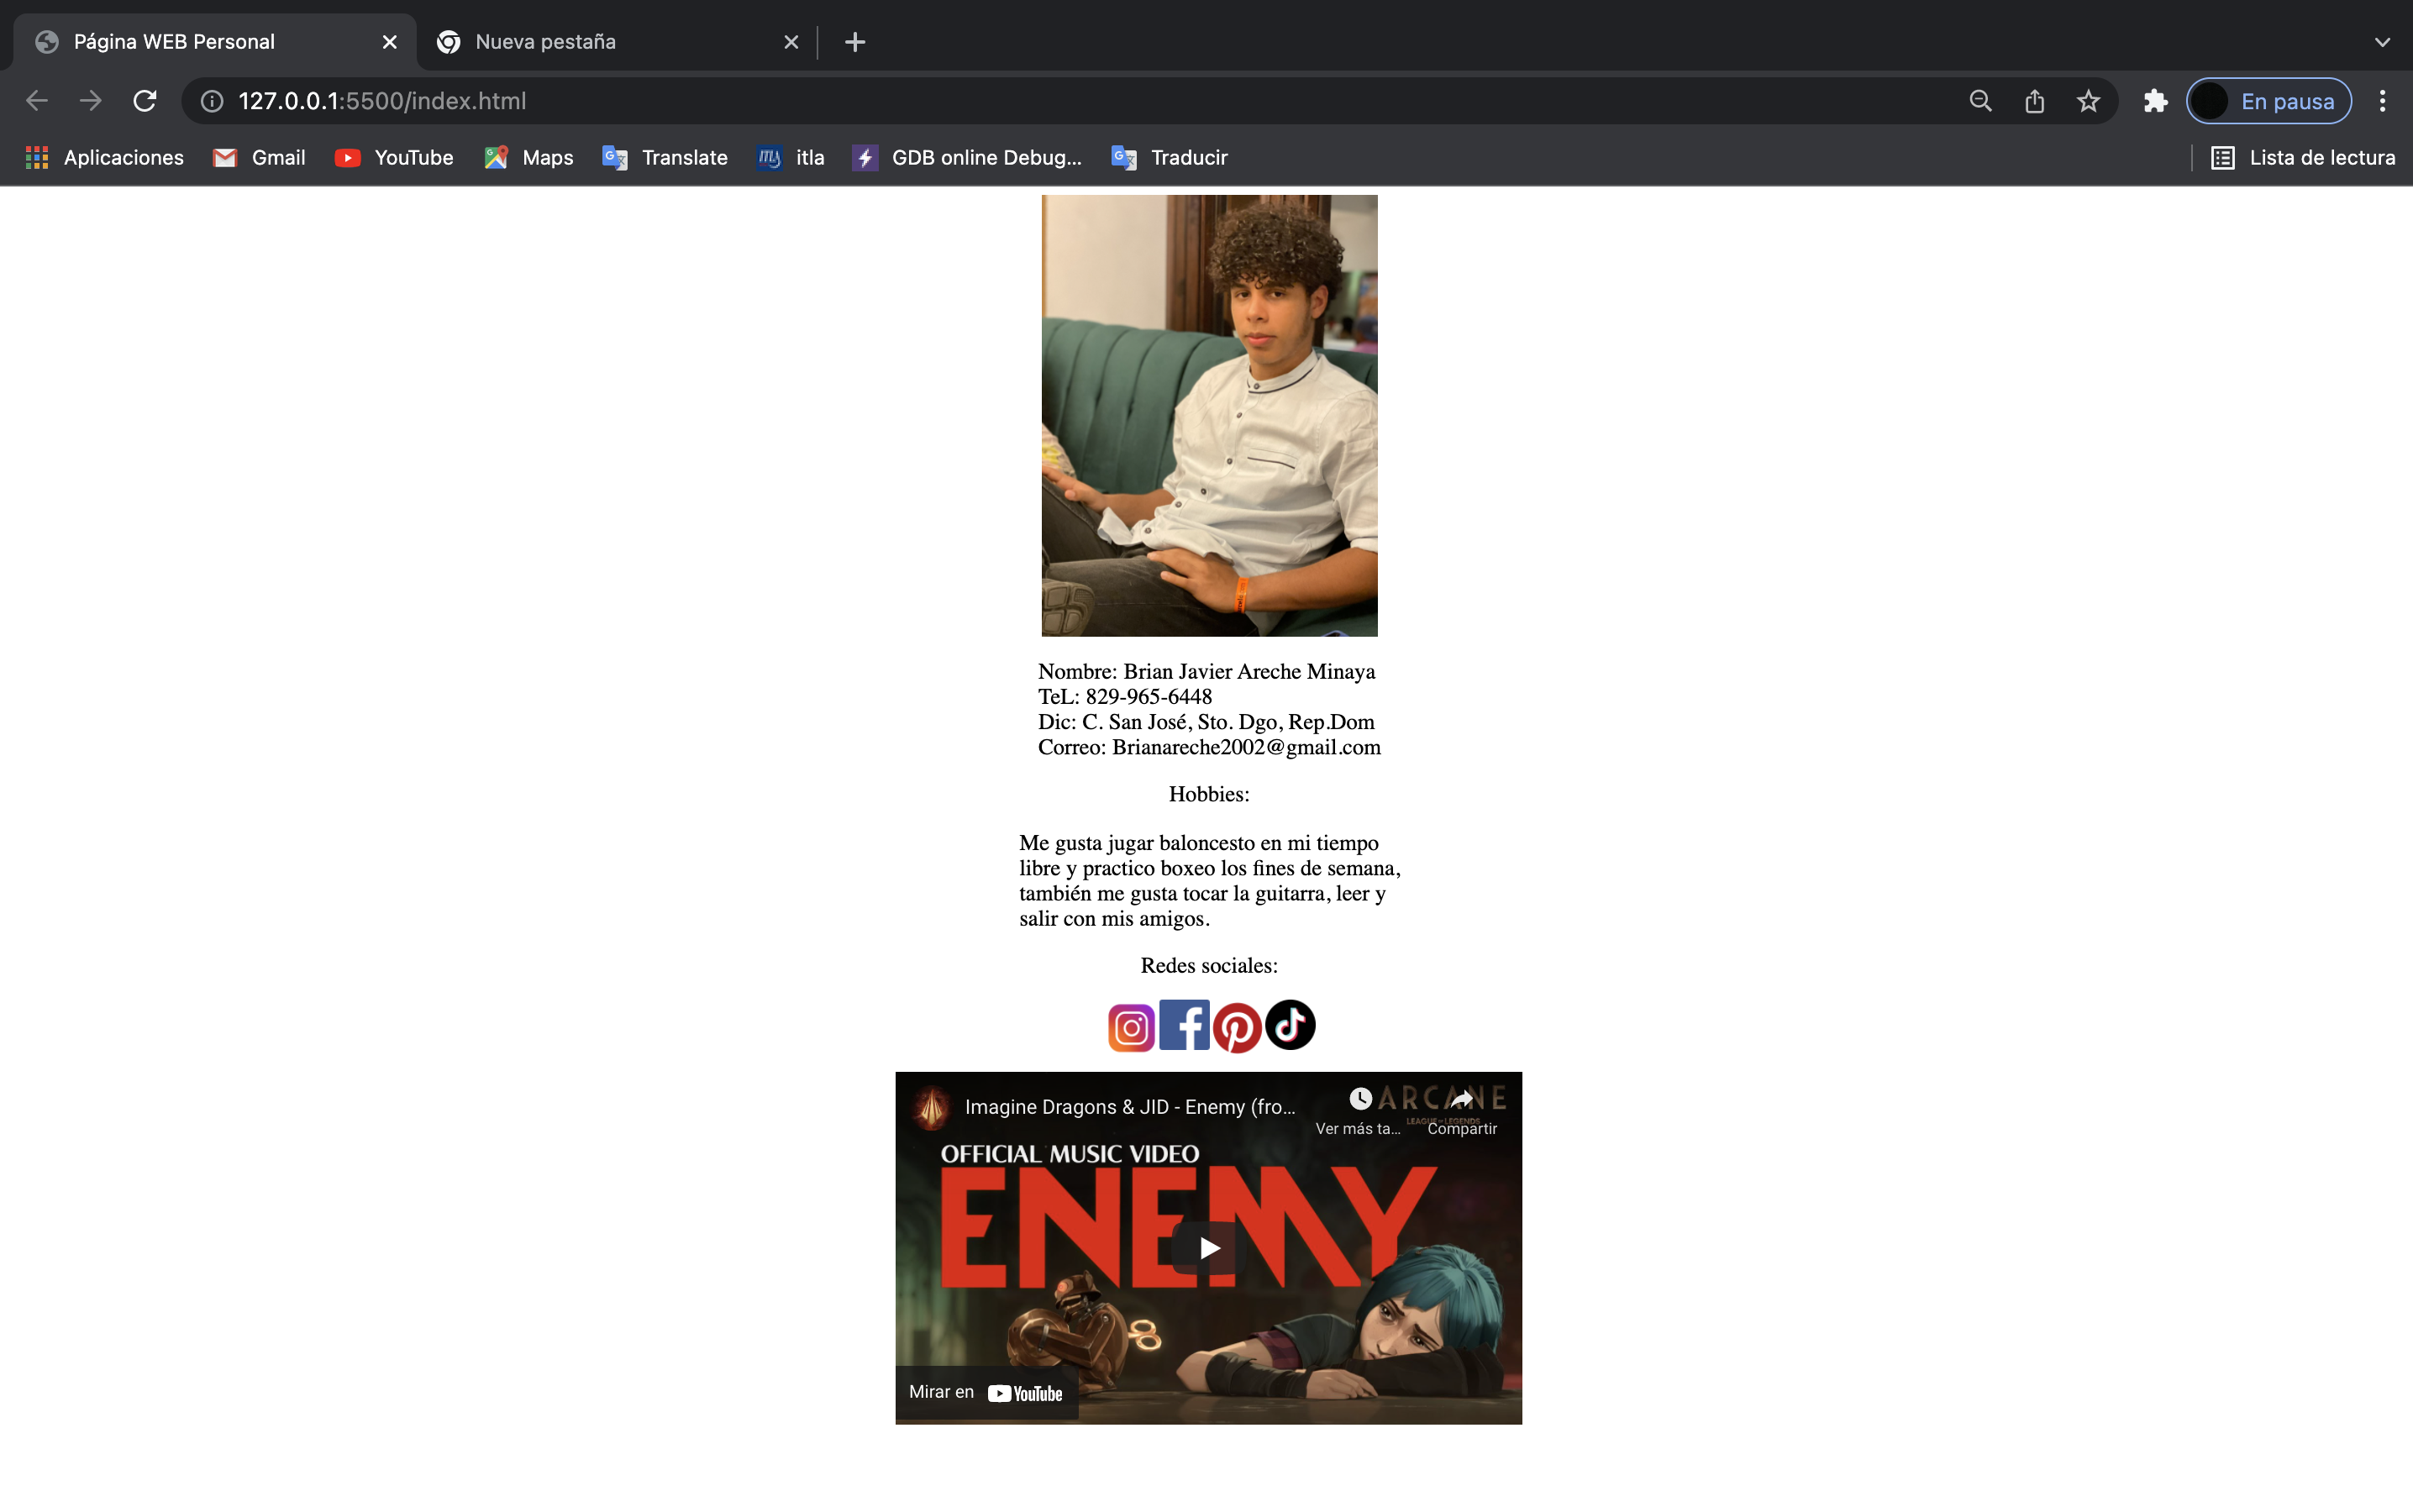 Página WEB Personal
Nueva pestaña
127.0.0.1:5500/index.html
En pausa
Aplicaciones
Gmail
YouTube
Maps
Translate
itla
GDB online Debug...
Traducir
Lista de lectura
Nombre: Brian Javier Areche Minaya
TeL: 829-965-6448
Dic: C. San José, Sto. Dgo, Rep.Dom
Correo: Brianareche2002@gmail.com
Hobbies:
Me gusta jugar baloncesto en mi tiempo
libre y practico boxeo los fines de semana,
también me gusta tocar la guitarra, leer y
salir con mis amigos.
Redes sociales:
Imagine Dragons & JID - Enemy (fro...
ARCANE
LEAGUE of LEGENDS
Ver más ta...
Compartir
OFFICIAL MUSIC VIDEO
ENEMY
Mirar en YouTube